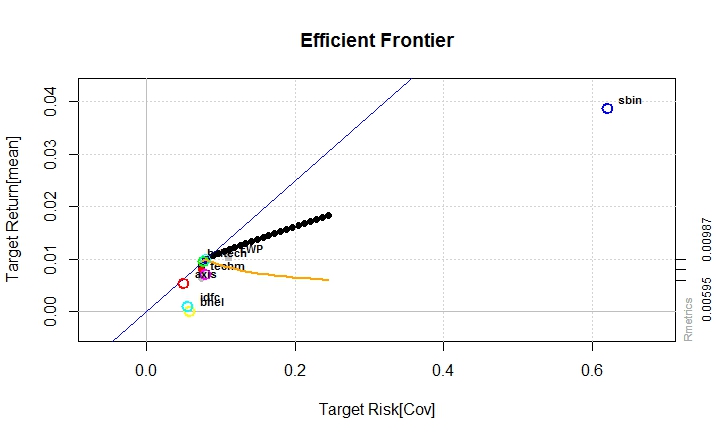 Efficient Frontier
Target Return[mean]
0.04
0.03
0.02
0.01
0.00
sbin
EWP
techm
axis
idfc
bhel
0.00987
0.00595
Rmetrics
0.0
0.2
0.4
0.6
Target Risk[Cov]